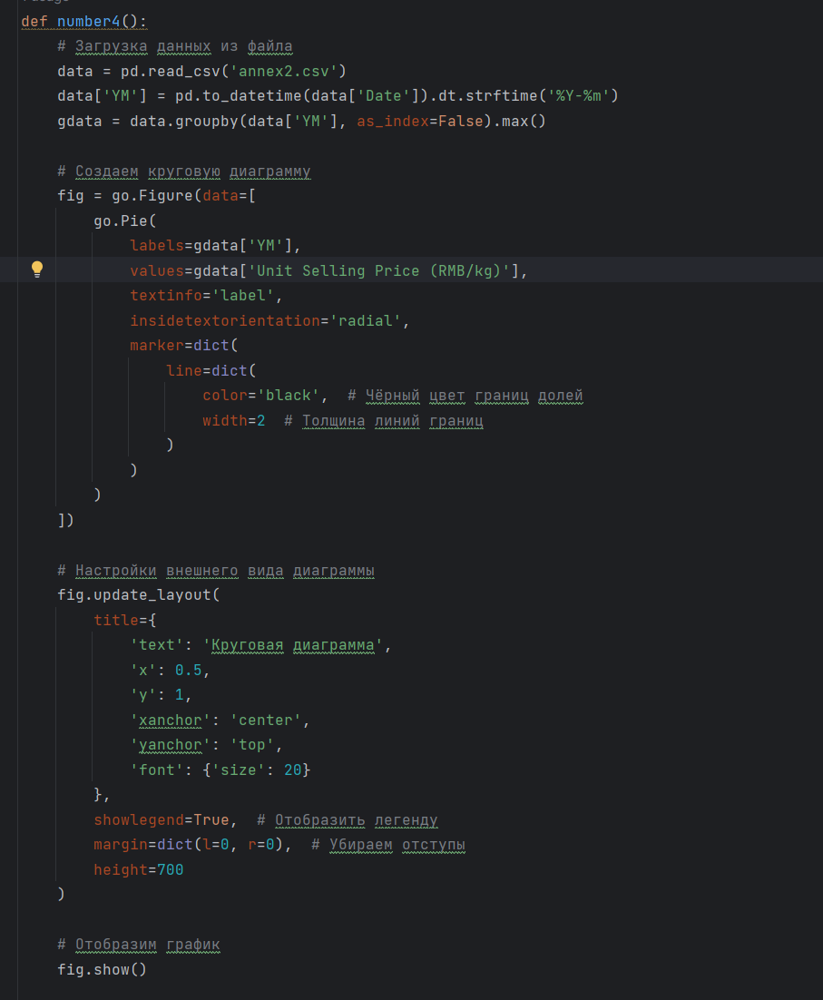 def number4():
    # Загрузка данных из файла
    data = pd.read_csv('annex2.csv')
    data['YM'] = pd.to_datetime(data['Date']).dt.strftime('%Y-%m')
    gdata = data.groupby(data['YM'], as_index=False).max()
    # Создаем круговую диаграмму
    fig = go.Figure(data=[
        go.Pie(
            labels=gdata['YM'],
            values=gdata['Unit Selling Price (RMB/kg)'],
            textinfo='label',
            insidetextorientation='radial',
            marker=dict(
                line=dict(
                    color='black',  # Чёрный цвет границ долей
                    width=2  # Толщина линий границ
                )
            )
        )
    ])
    # Настройки внешнего вида диаграммы
    fig.update_layout(
        title={
            'text': 'Круговая диаграмма',
            'x': 0.5,
            'y': 1,
            'xanchor': 'center',
            'yanchor': 'top',
            'font': {'size': 20}
        },
        showlegend=True,  # Отобразить легенду
        margin=dict(l=0, r=0),  # Убираем отступы
        height=700
    )
    # Отобразим график
    fig.show()